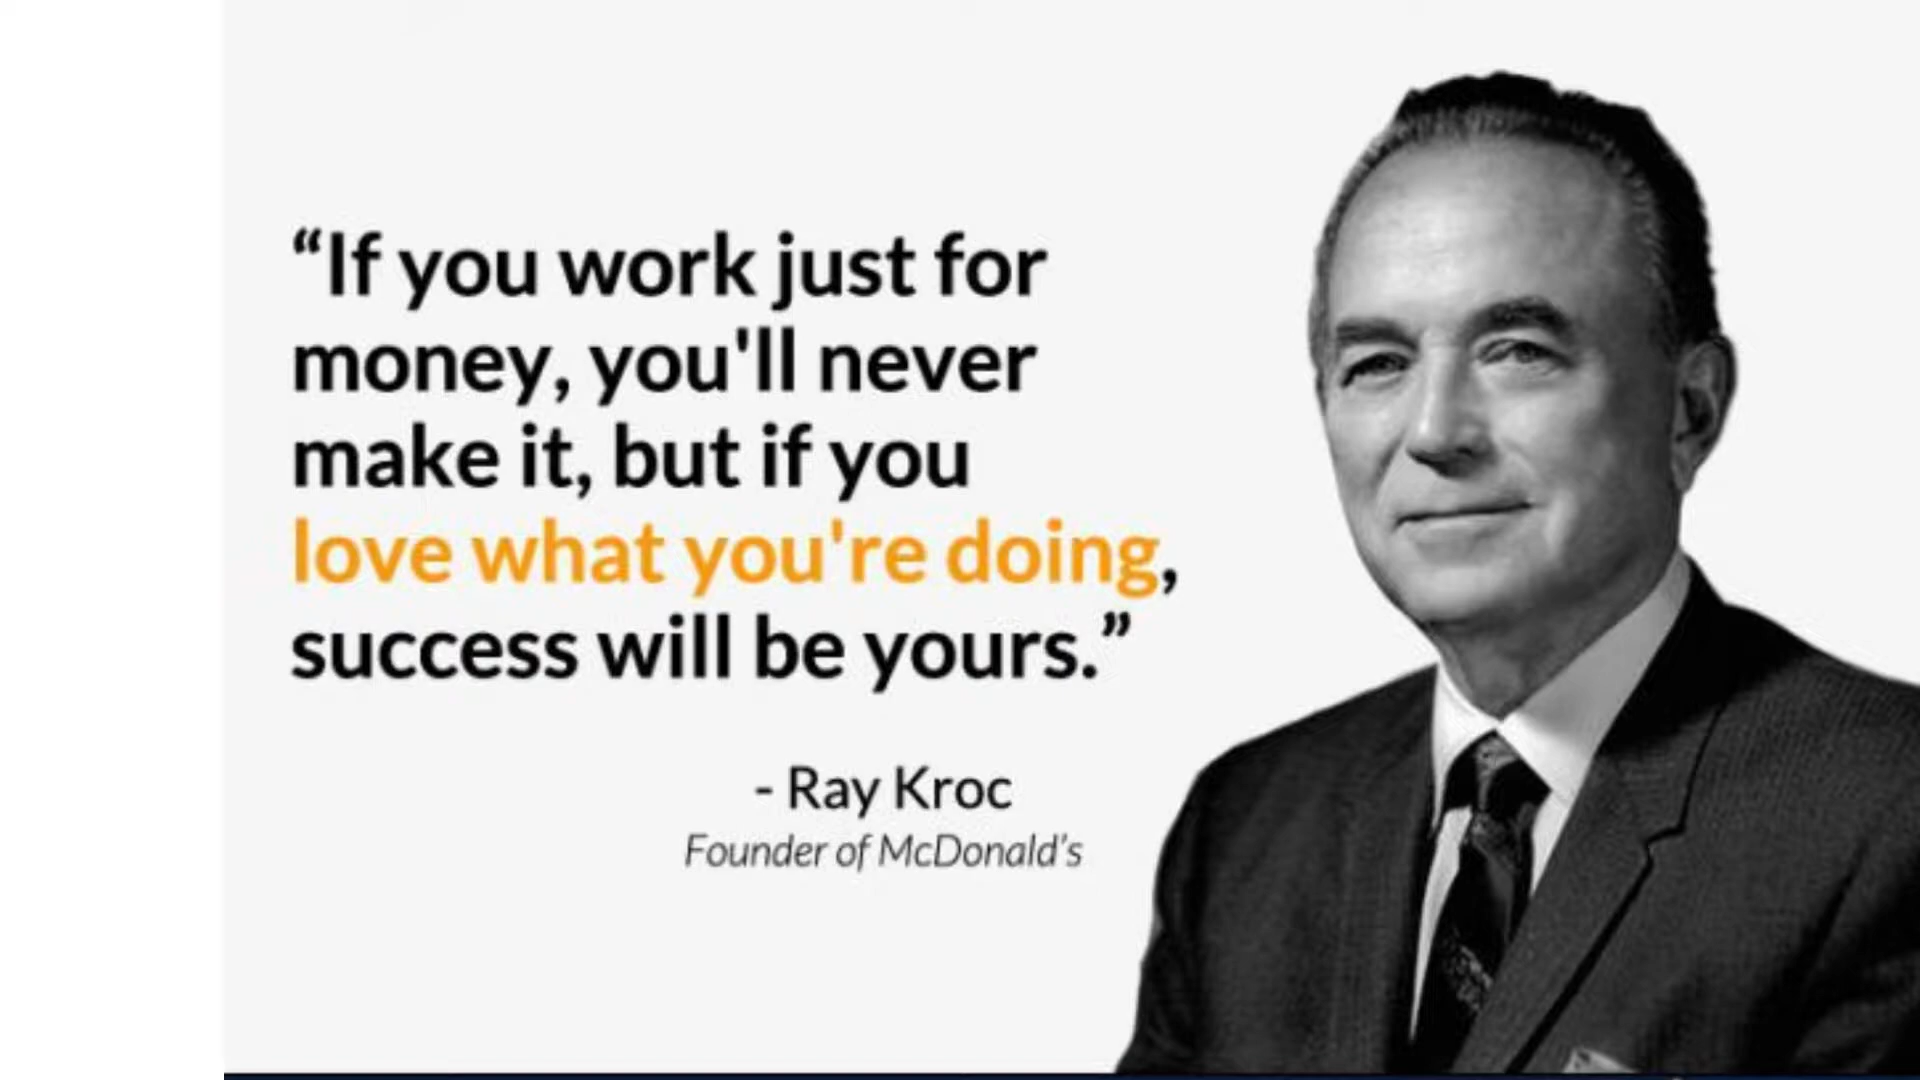 “If you work just for
money, you'll never
make it, but if you
love what you're doing,
success will be yours.”
- Ray Kroc
Founder of McDonald’s